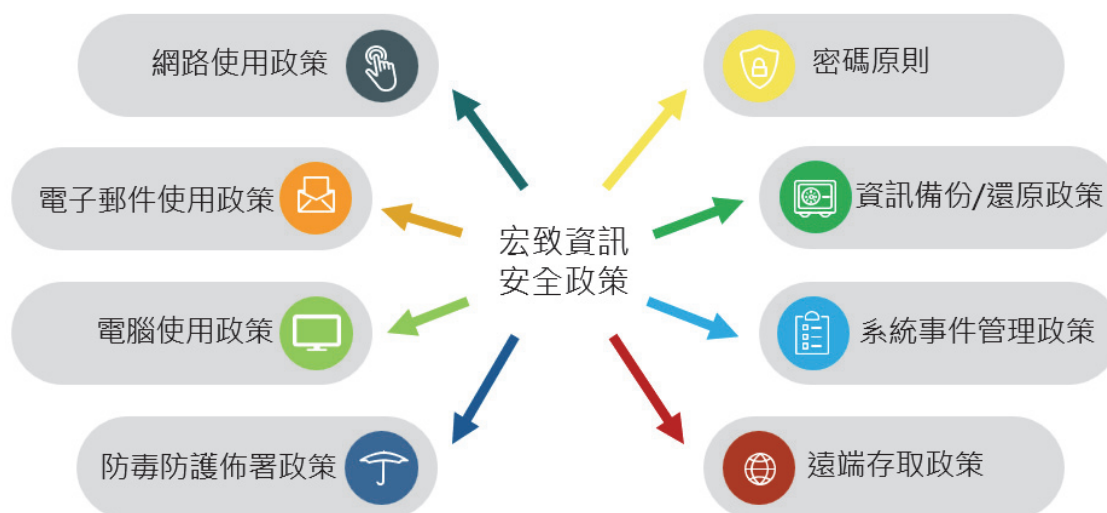 網路使用政策
密碼原則
電子郵件使用政策
資訊備份/還原政策
宏致資訊
安全政策
電腦使用政策
系統事件管理政策
防毒防護佈署政策
遠端存取政策